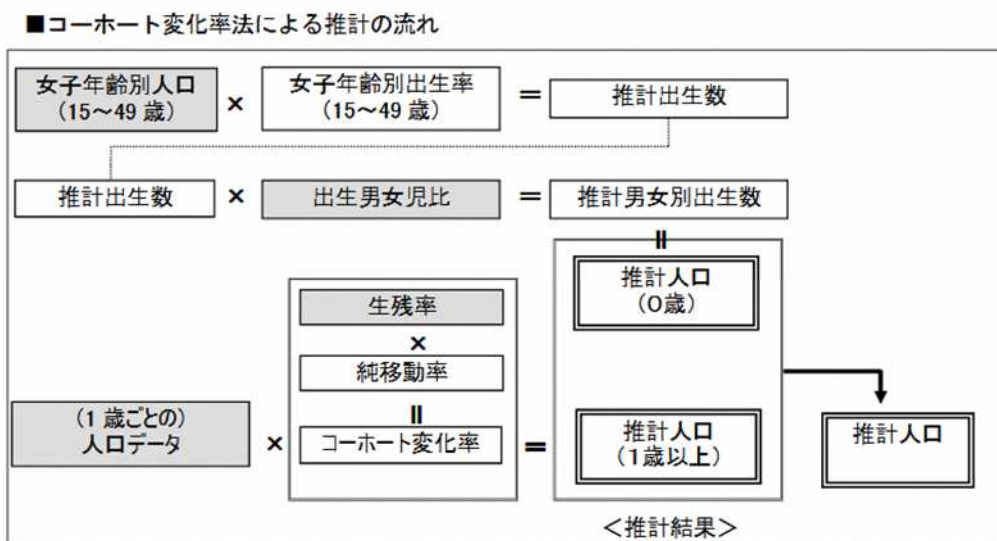 ■コーホート変化率法による推計の流れ
女子年齢別人口
(15～49 歳)
×
女子年齢別出生率
(15～49 歳)
＝
推計出生数
推計出生数
×
出生男女児比
＝
推計男女別出生数
＝
推計人口
(0歳)
生残率
×
純移動率
＝
(1 歳ごとの)
人口データ
×
コーホート変化率
＝
推計人口
(1歳以上)
推計人口
＜推計結果＞